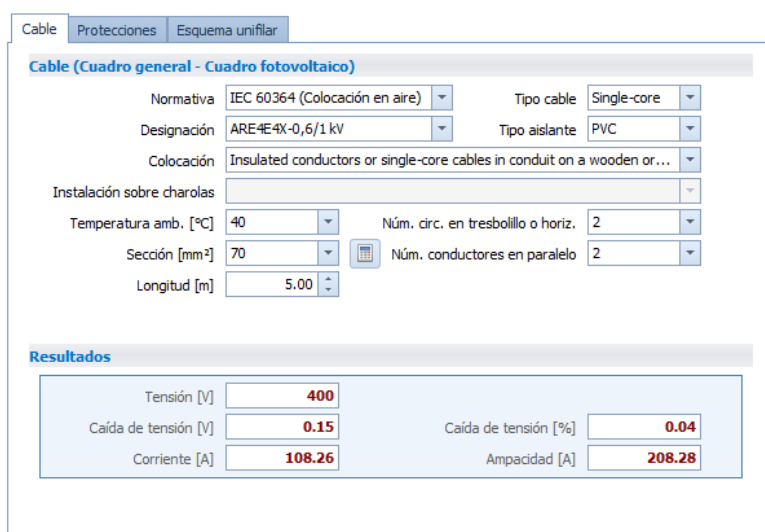 Cable Protecciones Esquema unifilar
Cable (Cuadro general - Cuadro fotovoltaico)
Normativa IEC 60364 (Colocación en aire) Tipo cable Single-core
Designación ARE4E4X-0,6/1 kV Tipo aislante PVC
Colocación Insulated conductors or single-core cables in conduit on a wooden or...
Instalación sobre charolas
Temperatura amb. [ºC] 40 Núm. circ. en tresbolillo o horiz. 2
Sección [mm²] 70 Núm. conductores en paralelo 2
Longitud [m] 5.00
Resultados
Tensión [V] 400
Caída de tensión [V] 0.15 Caída de tensión [%] 0.04
Corriente [A] 108.26 Ampacidad [A] 208.28